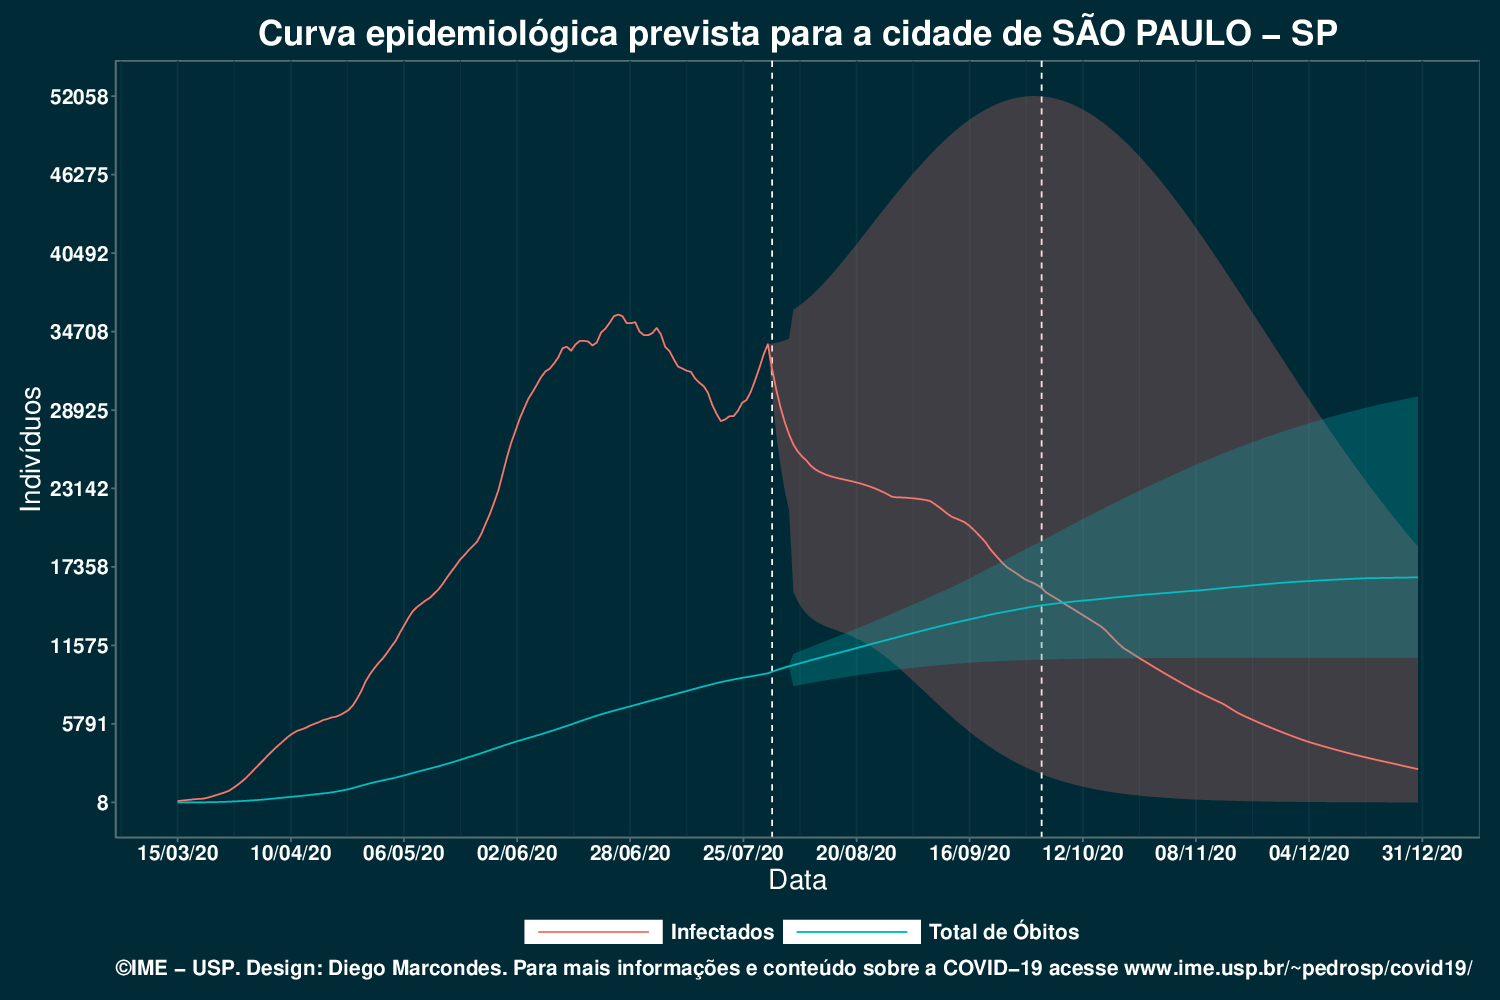 Curva epidemiológica prevista para a cidade de SÃO PAULO – SP
52058
46275
40492
34708
28925
23142
17358
11575
5791
8
Indivíduos
15/03/20 10/04/20 06/05/20 02/06/20 28/06/20 25/07/20 20/08/20 16/09/20 12/10/20 08/11/20 04/12/20 31/12/20
Data
Infectados Total de Óbitos
©IME – USP. Design: Diego Marcondes. Para mais informações e conteúdo sobre a COVID–19 acesse www.ime.usp.br/~pedrosp/covid19/